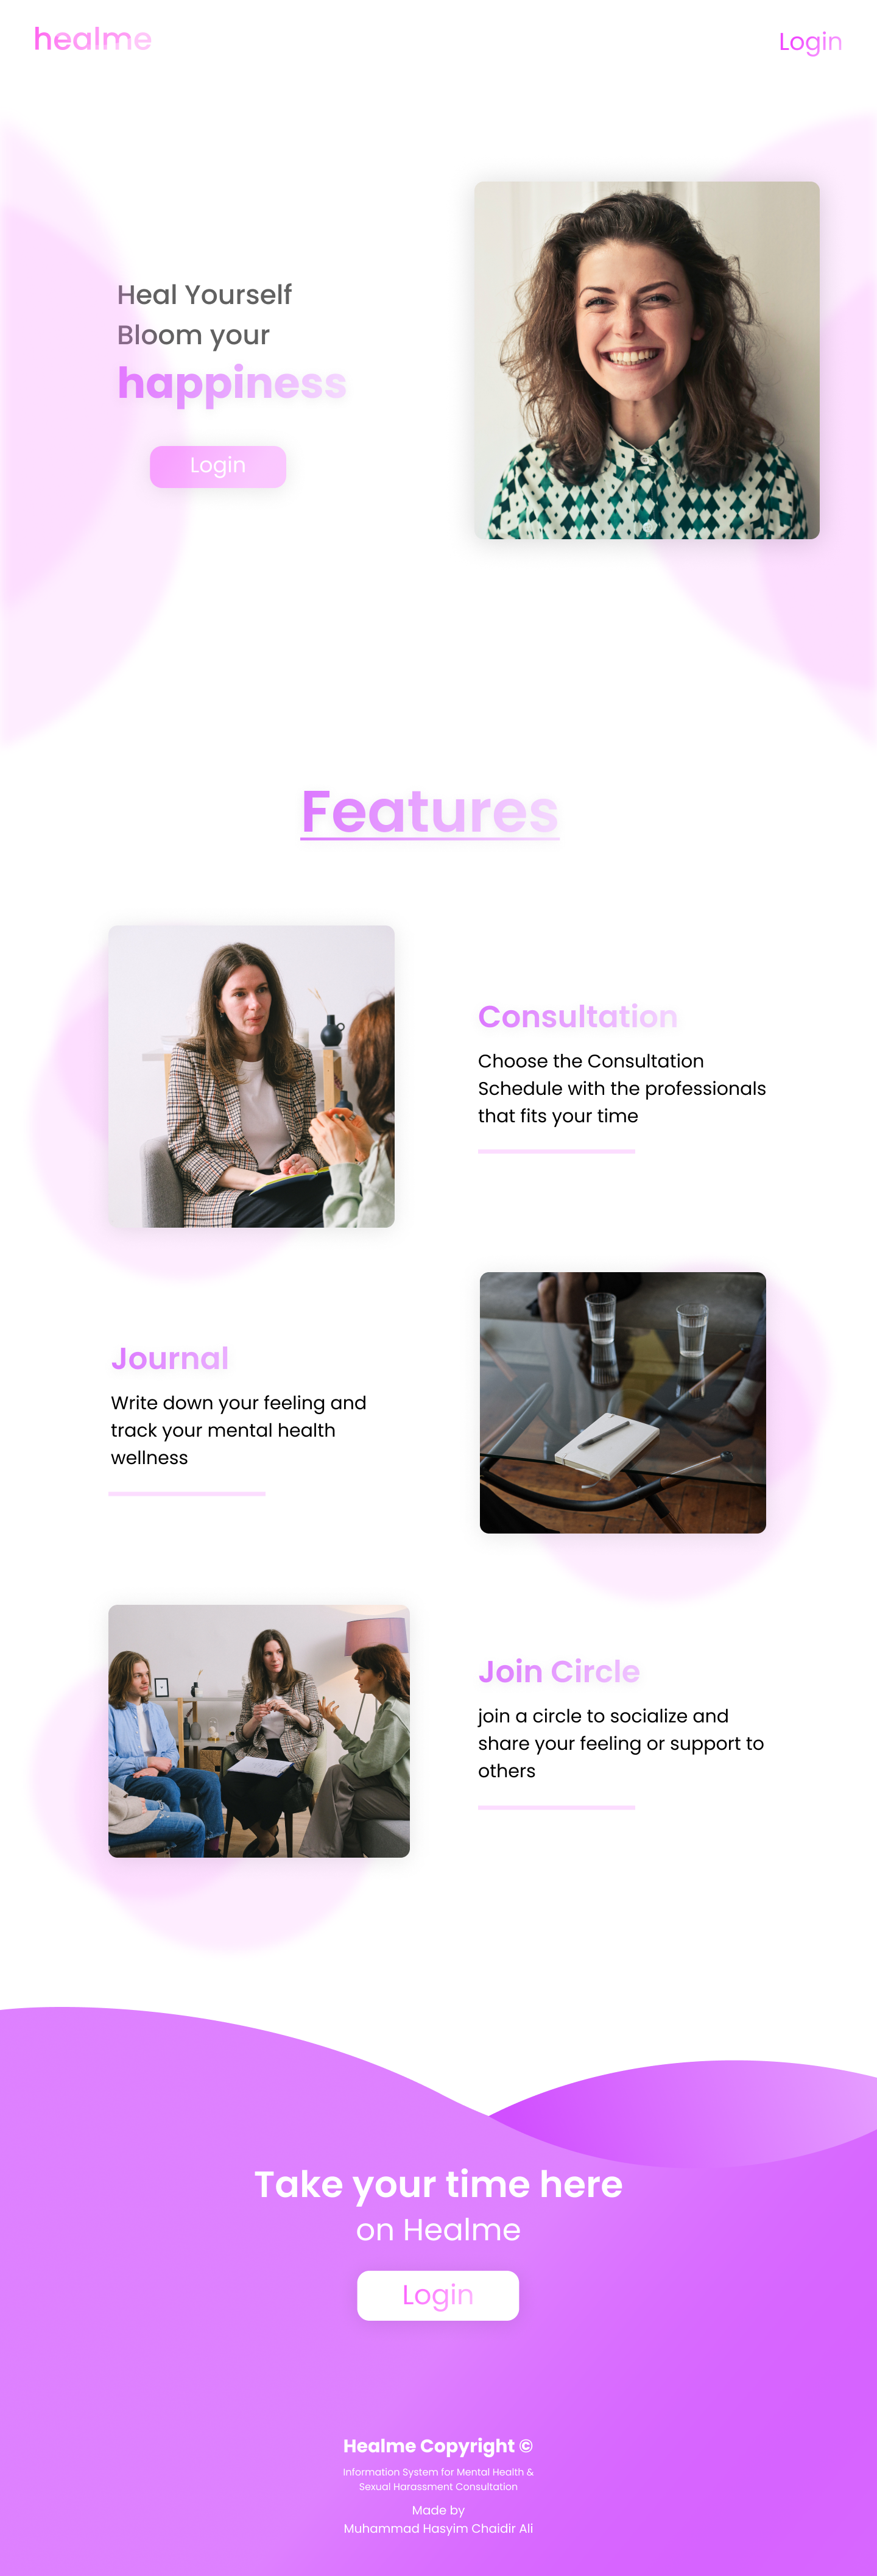 healme
Login
Heal Yourself
Bloom your
happiness
Login
Features
Consultation
Choose the Consultation
Schedule with the professionals
that fits your time
Journal
Write down your feeling and
track your mental health
wellness
Join Circle
join a circle to socialize and
share your feeling or support to
others
Take your time here
on Healme
Login
Healme Copyright ©
Information System for Mental Health &
Sexual Harassment Consultation
Made by
Muhammad Hasyim Chaidir Ali